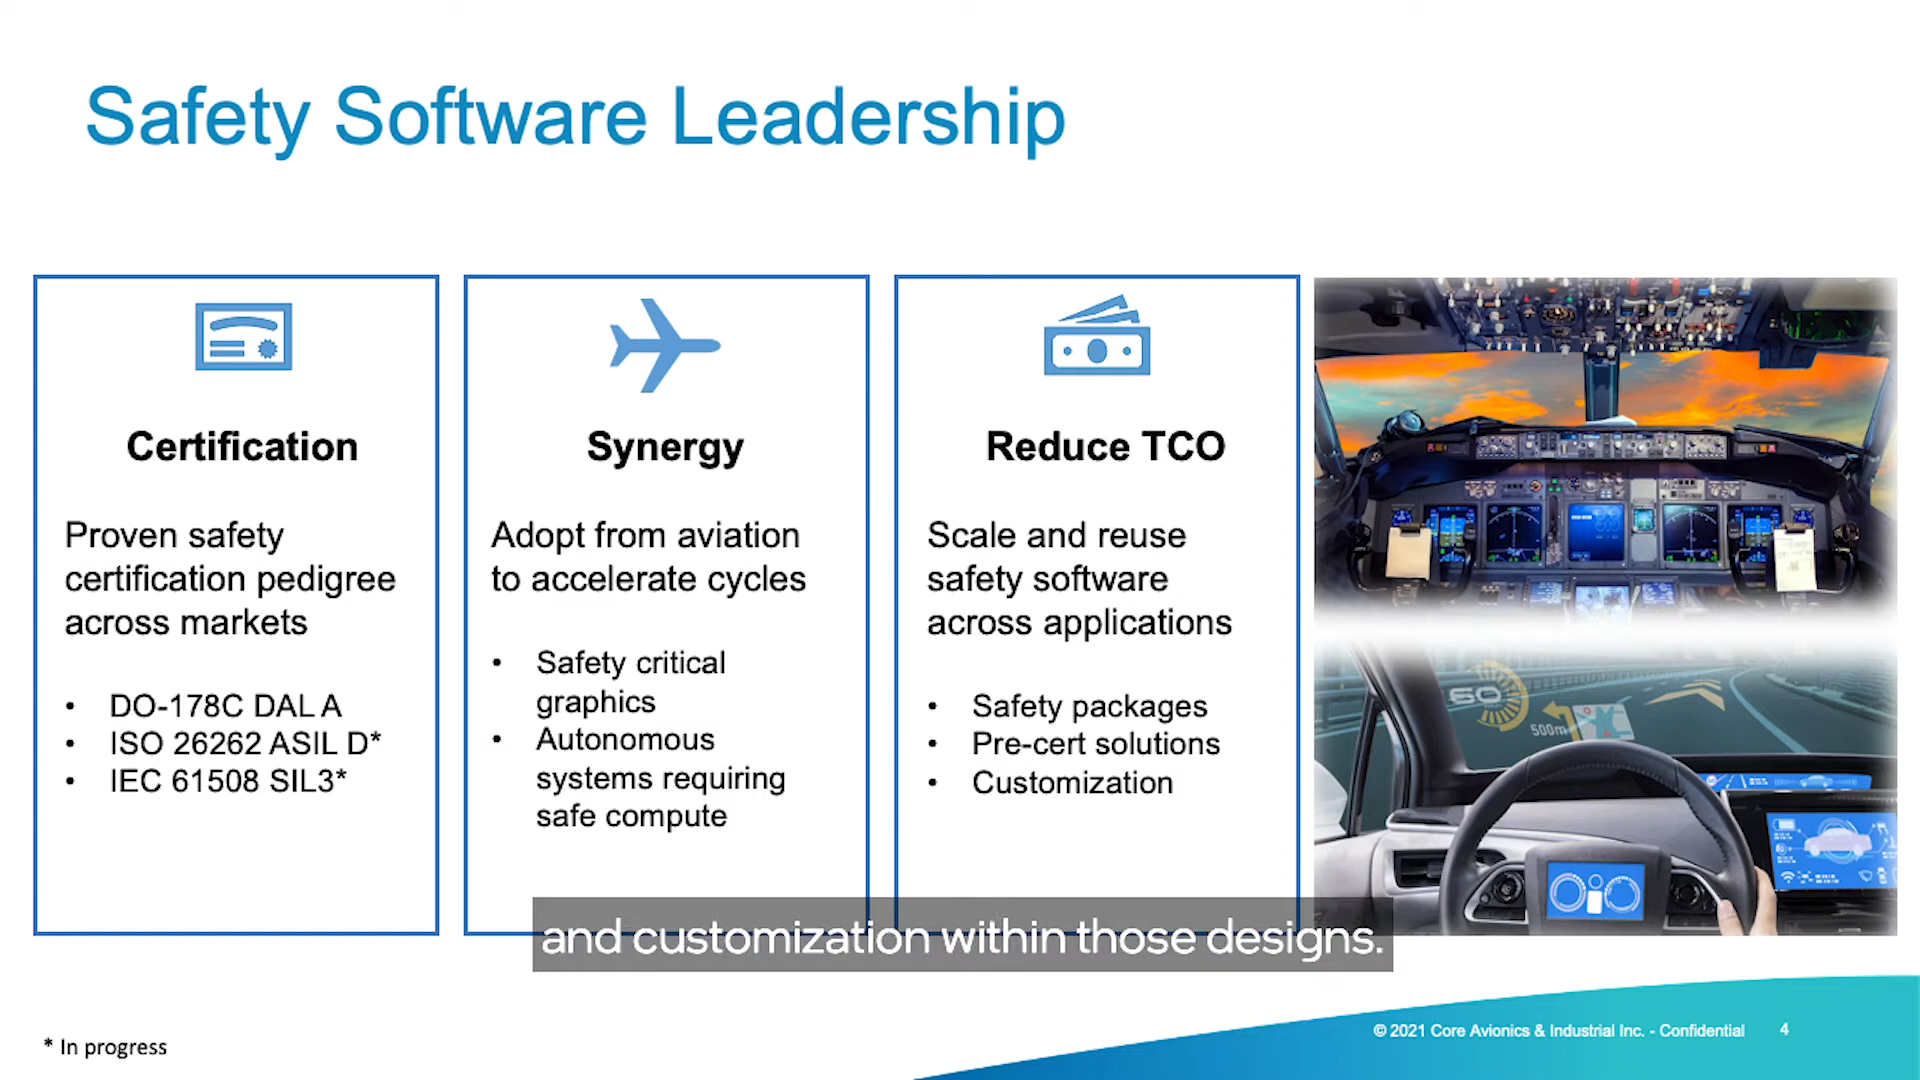 Safety Software Leadership
Certification
Proven safety
certification pedigree
across markets
• DO-178C DAL A
• ISO 26262 ASIL D*
• IEC 61508 SIL3*
Synergy
Adopt from aviation
to accelerate cycles
• Safety critical
graphics
• Autonomous
systems requiring
safe compute
Reduce TCO
Scale and reuse
safety software
across applications
• Safety packages
• Pre-cert solutions
• Customization
60
500m
and customization within those designs.
* In progress
© 2021 Core Avionics & Industrial Inc. - Confidential 4